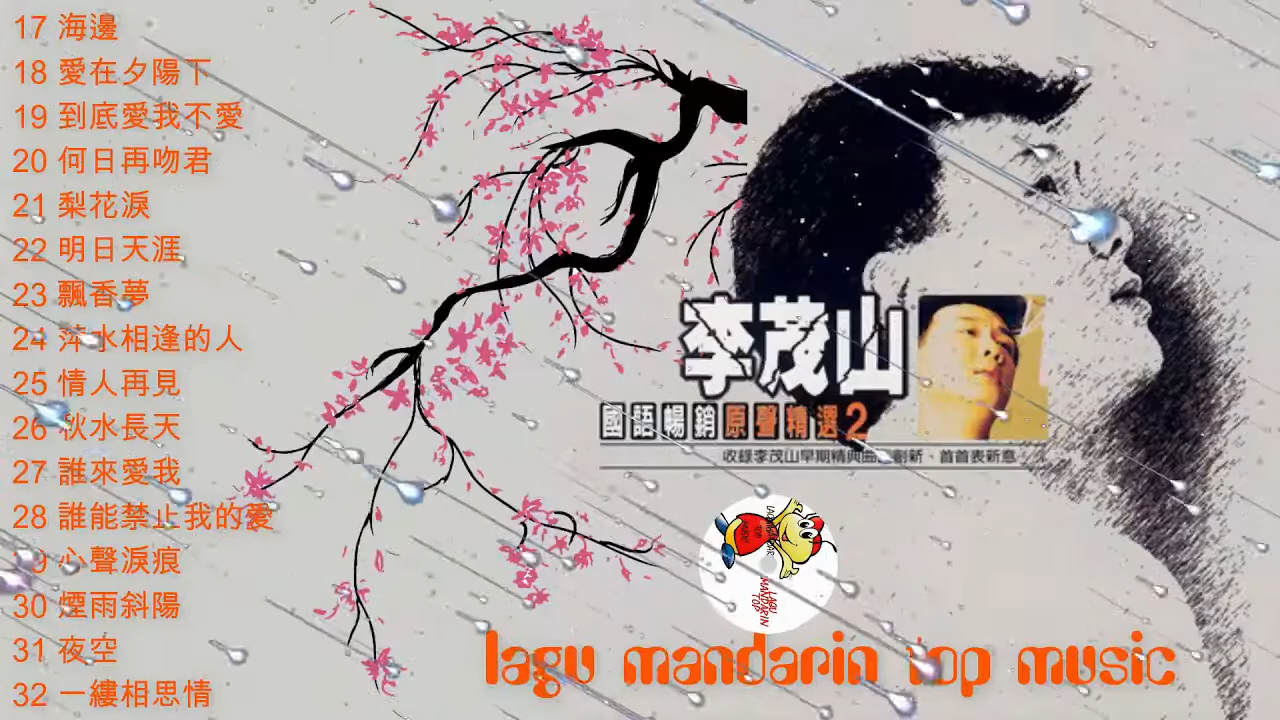 17 海邊
18 愛在夕陽下
19 到底愛我不愛
20 何日再吻君
21 梨花淚
22 明日天涯
23 飄香夢
24 萍水相逢的人
25 情人再見
26 秋水長天
27 誰來愛我
28 誰能禁止我的愛
29 心聲淚痕
30 煙雨斜陽
31 夜空
32 一縷相思情
李茂山
國語暢銷原聲精選2
收錄李茂山早期精典曲
創新、首首表新意
LAGU
MANDARIN
TOP
lagu mandarin top music